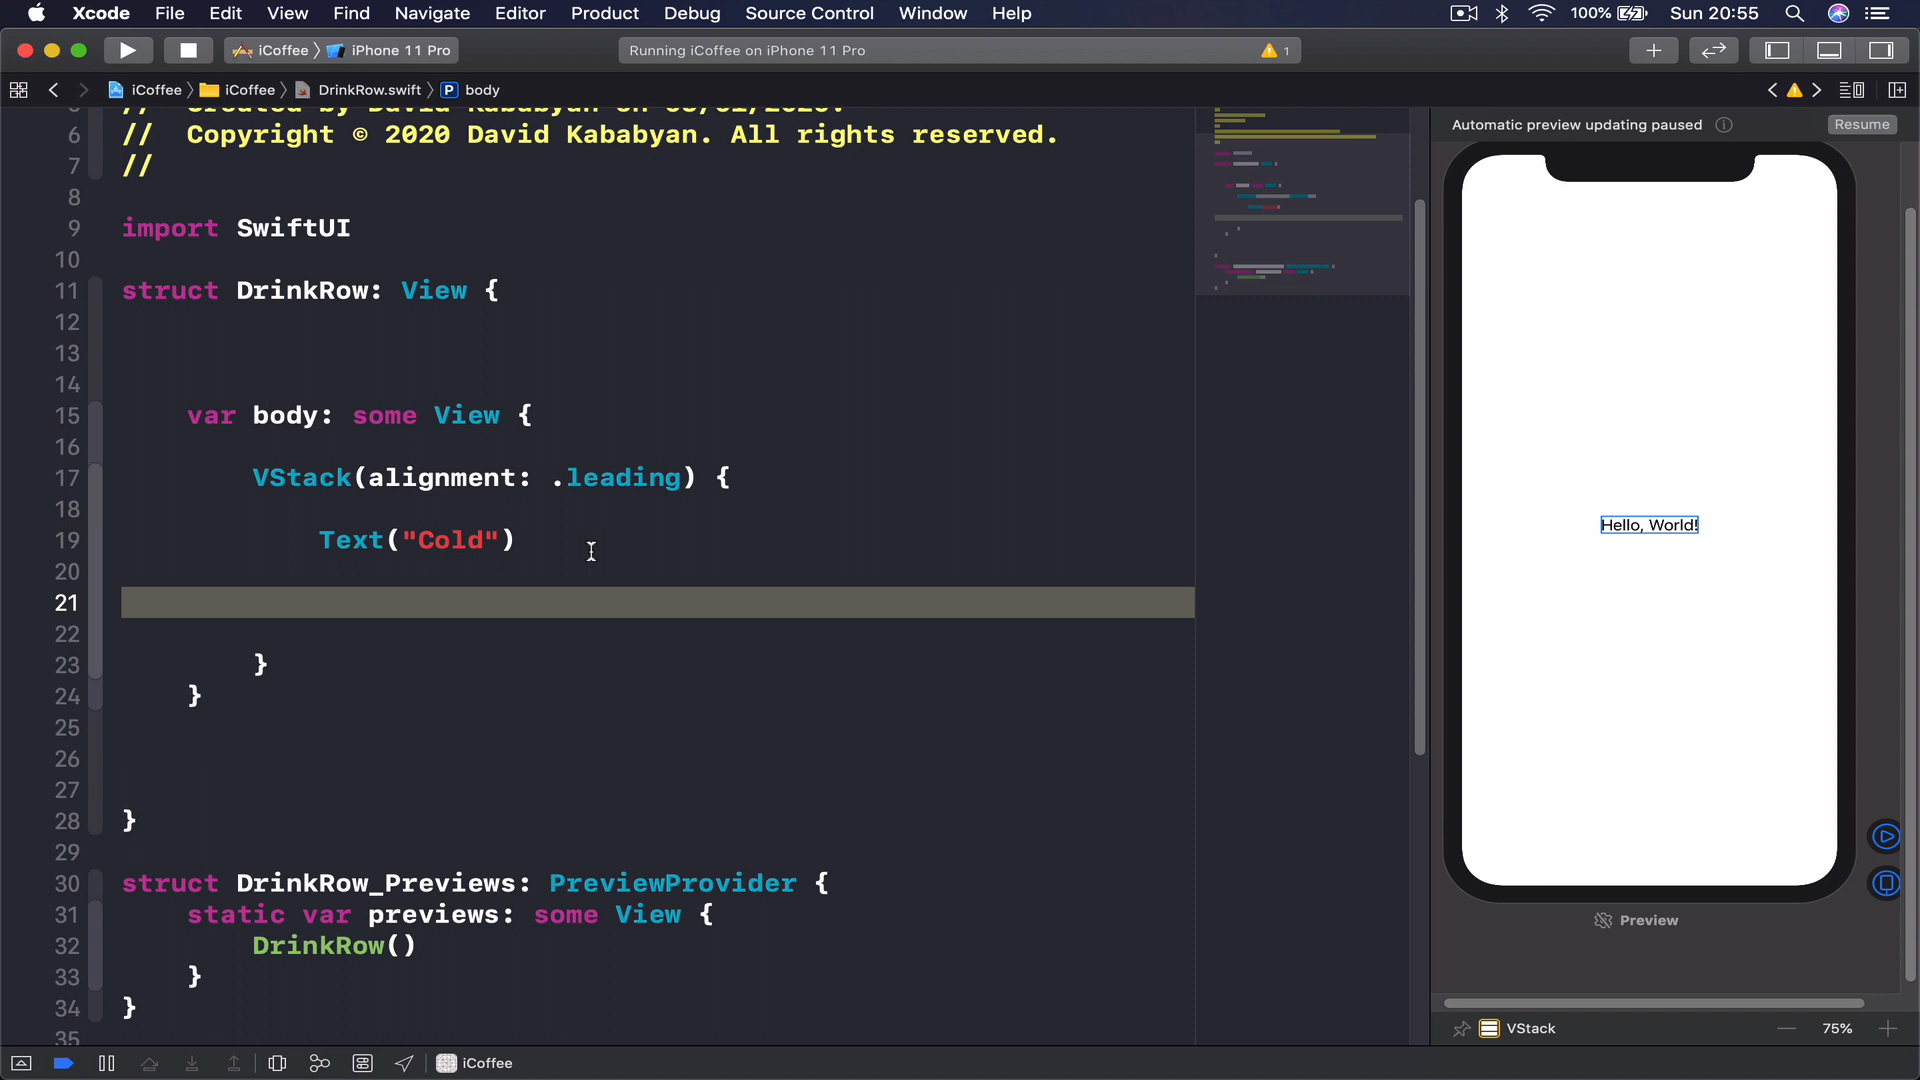 Xcode File Edit View Find Navigate Editor Product Debug Source Control Window Help 100% Sun 20:55
iCoffee iPhone 11 Pro Running iCoffee on iPhone 11 Pro 1
iCoffee iCoffee DrinkRow.swift P body
Automatic preview updating paused Resume
// Created by David Kababyan on
6 // Copyright © 2020 David Kababyan. All rights reserved.
7 //
8
9 import SwiftUI
10
11 struct DrinkRow: View {
12
13
14
15 var body: some View {
16
17 VStack(alignment: .leading) {
18
19 Text("Cold")
20
21
22
23 }
24 }
25
26
27
28 }
29
30 struct DrinkRow_Previews: PreviewProvider {
31 static var previews: some View {
32 DrinkRow()
33 }
34 }
35
Hello, World!
Preview
VStack 75%
iCoffee